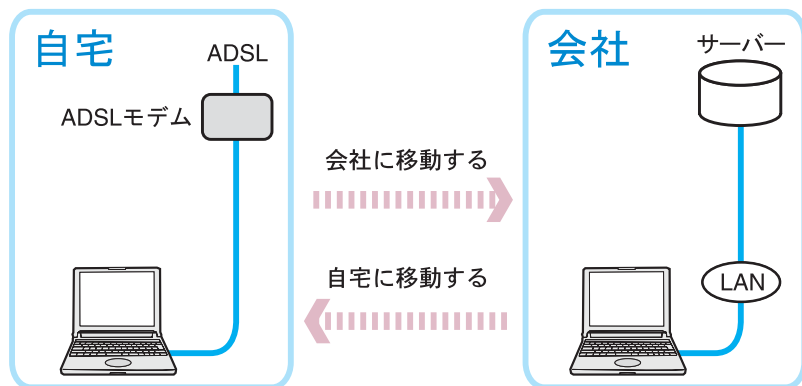 自宅
ADSL
ADSLモデム
会社に移動する
自宅に移動する
会社
サーバー
LAN